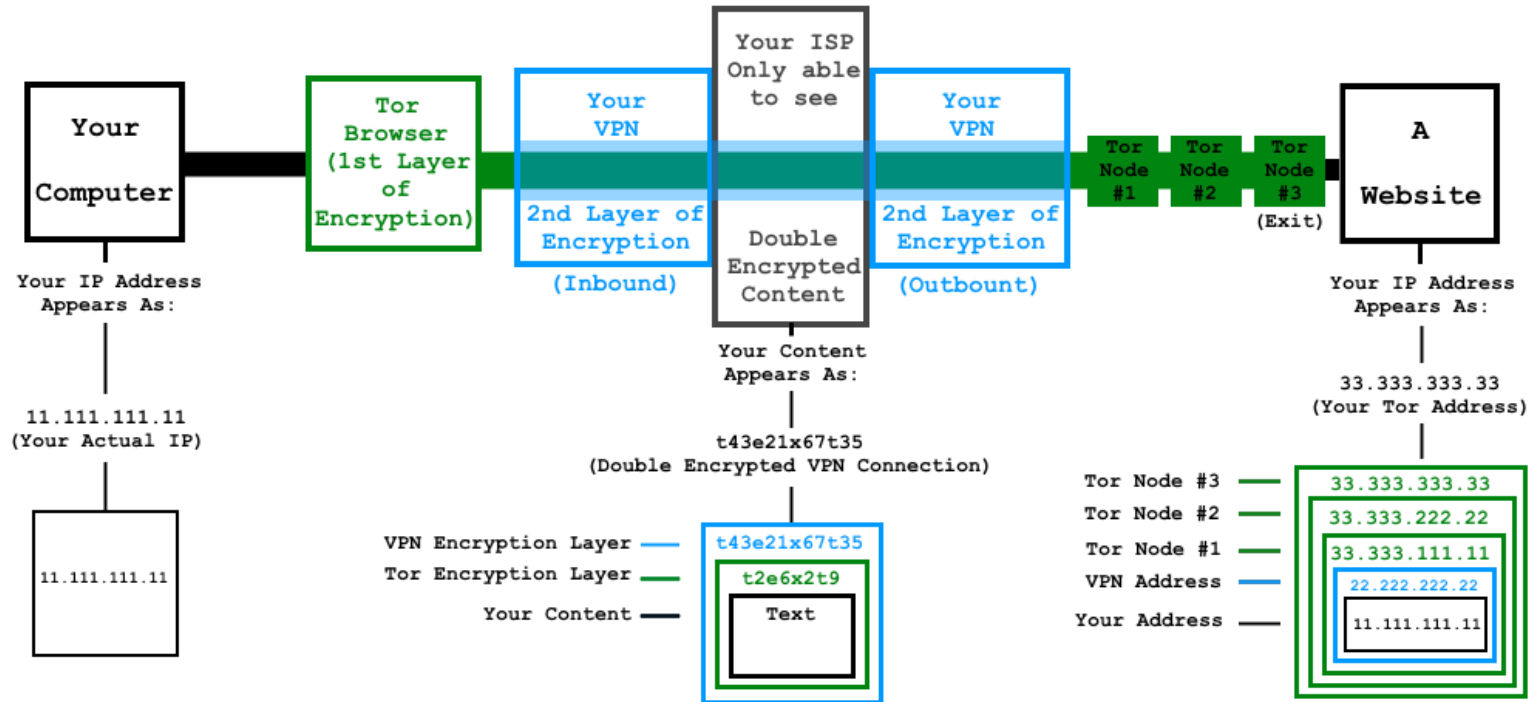 Your
Computer
Your IP Address
Appears As:
11.111.111.11
(Your Actual IP)
11.111.111.11
Tor
Browser
(1st Layer
of
Encryption)
Your
VPN
2nd Layer of
Encryption
(Inbound)
Your ISP
Only able
to see
Double
Encrypted
Content
Your Content
Appears As:
t43e21x67t35
(Double Encrypted VPN Connection)
VPN Encryption Layer
Tor Encryption Layer
Your Content
t43e21x67t35
t2e6x2t9
Text
Your
VPN
2nd Layer of
Encryption
(Outbount)
Tor
Node
#1
Tor
Node
#2
Tor
Node
#3
(Exit)
A
Website
Your IP Address
Appears As:
33.333.333.33
(Your Tor Address)
Tor Node #3
Tor Node #2
Tor Node #1
VPN Address
Your Address
33.333.333.33
33.333.222.22
33.333.111.11
22.222.222.22
11.111.111.11